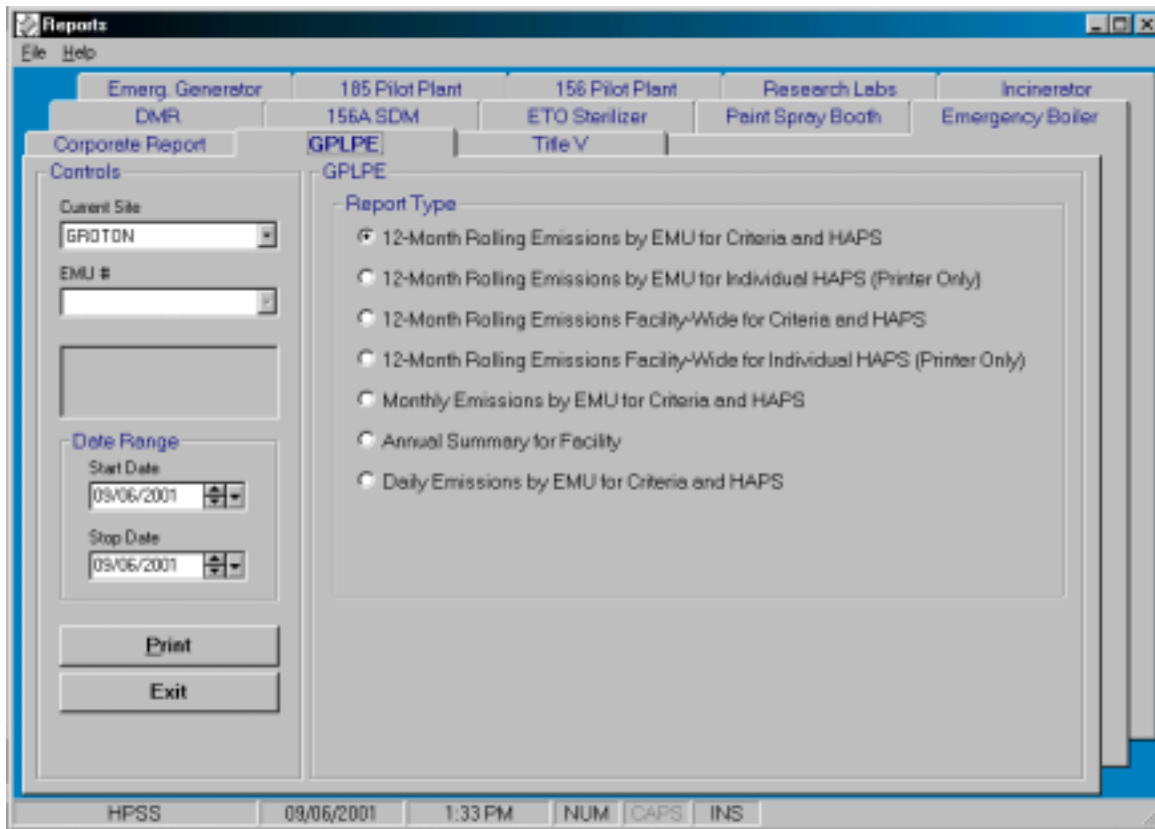 Reports
File Help
Emerg. Generator 185 Pilot Plant 156 Pilot Plant Research Labs Incinerator
DMR 156A SDM ETO Sterilizer Paint Spray Booth Emergency Boiler
Corporate Report GPLPE Title V
Controls
Current Site
GROTON
EMU #
Date Range
Start Date
09/06/2001
Stop Date
09/06/2001
Print
Exit
GPLPE
Report Type
12-Month Rolling Emissions by EMU for Criteria and HAPS
12-Month Rolling Emissions by EMU for Individual HAPS (Printer Only)
12-Month Rolling Emissions Facility-Wide for Criteria and HAPS
12-Month Rolling Emissions Facility-Wide for Individual HAPS (Printer Only)
Monthly Emissions by EMU for Criteria and HAPS
Annual Summary for Facility
Daily Emissions by EMU for Criteria and HAPS
HPSS 09/06/2001 1:33 PM NUM CAPS INS